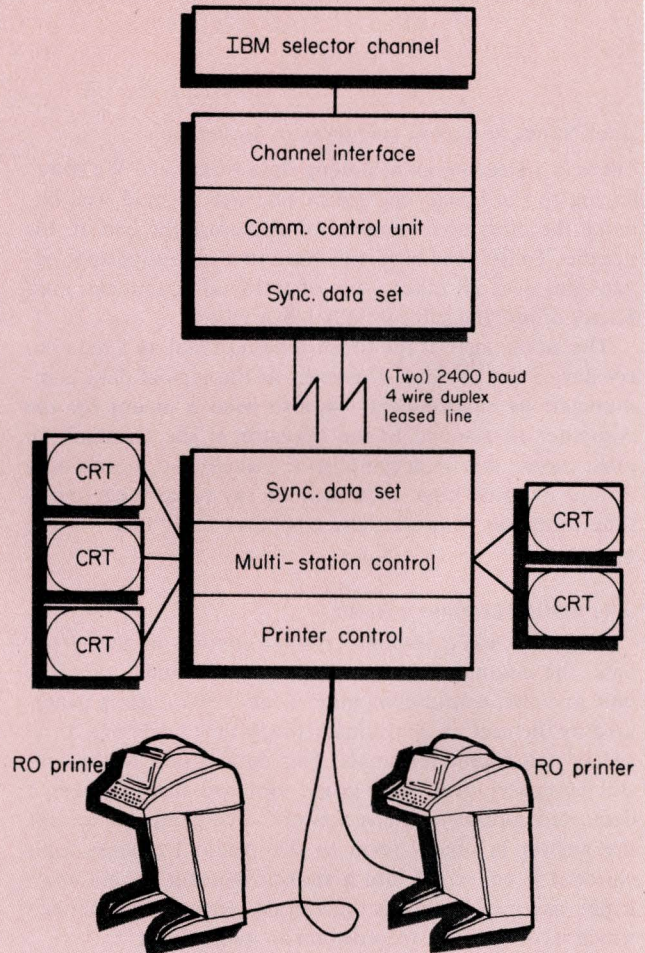 IBM selector channel
Channel interface
Comm. control unit
Sync. data set
(Two) 2400 baud
4 wire duplex
leased line
Sync. data set
Multi-station control
Printer control
CRT
CRT
CRT
CRT
CRT
RO printer
RO printer